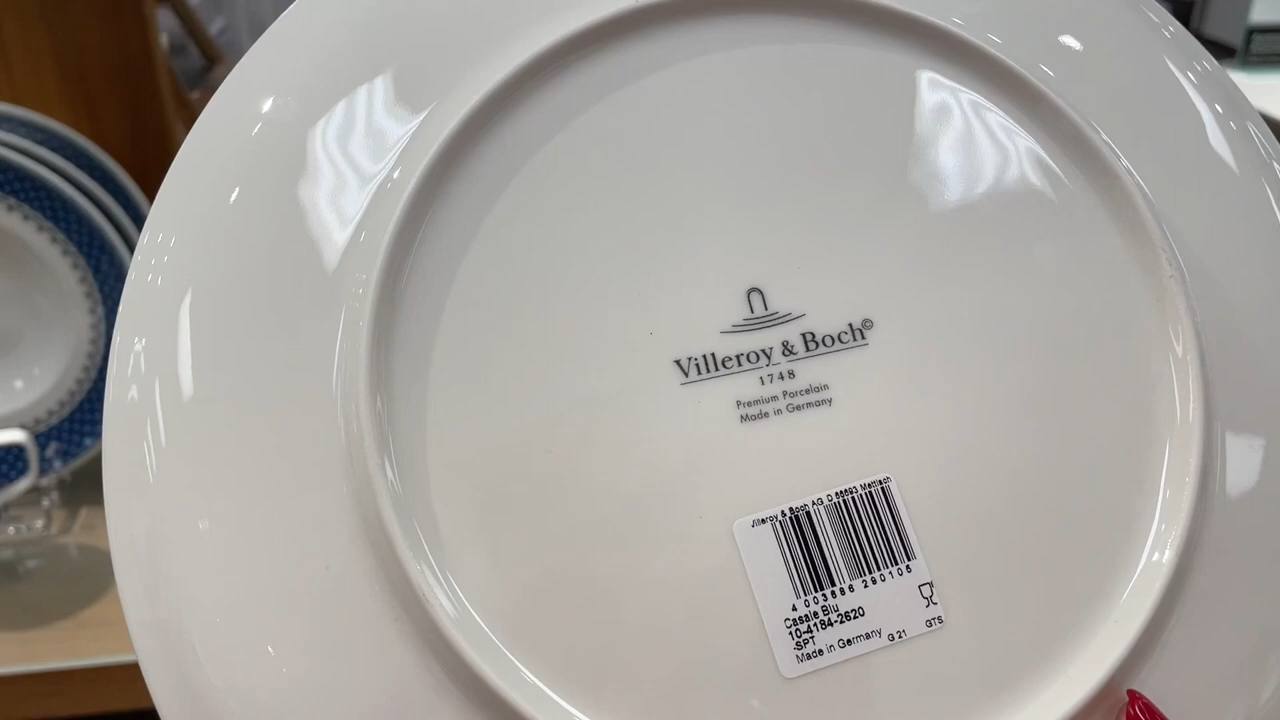 Villeroy & Boch©
1748
Premium Porcelain
Made in Germany
Villeroy & Boch AG D 66693 Mettlach
4 003686 290106
Casale Blu
10-4184-2620
-SPT
Made in Germany G 21 GTS